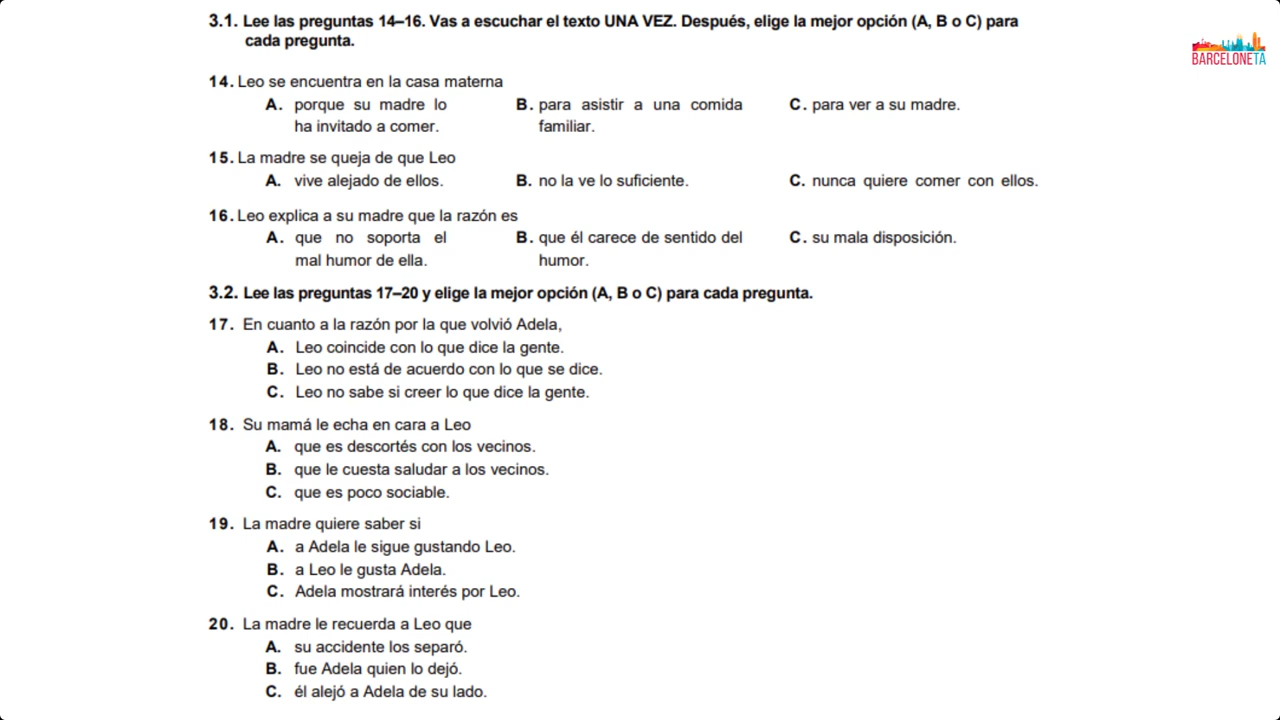 3.1. Lee las preguntas 14–16. Vas a escuchar el texto UNA VEZ. Después, elige la mejor opción (A, B o C) para
cada pregunta.
BARCELONETA
14. Leo se encuentra en la casa materna
A. porque su madre lo B. para asistir a una comida C. para ver a su madre.
ha invitado a comer. familiar.
15. La madre se queja de que Leo
A. vive alejado de ellos. B. no la ve lo suficiente. C. nunca quiere comer con ellos.
16. Leo explica a su madre que la razón es
A. que no soporta el B. que él carece de sentido del C. su mala disposición.
mal humor de ella. humor.
3.2. Lee las preguntas 17–20 y elige la mejor opción (A, B o C) para cada pregunta.
17. En cuanto a la razón por la que volvió Adela,
A. Leo coincide con lo que dice la gente.
B. Leo no está de acuerdo con lo que se dice.
C. Leo no sabe si creer lo que dice la gente.
18. Su mamá le echa en cara a Leo
A. que es descortés con los vecinos.
B. que le cuesta saludar a los vecinos.
C. que es poco sociable.
19. La madre quiere saber si
A. a Adela le sigue gustando Leo.
B. a Leo le gusta Adela.
C. Adela mostrará interés por Leo.
20. La madre le recuerda a Leo que
A. su accidente los separó.
B. fue Adela quien lo dejó.
C. él alejó a Adela de su lado.